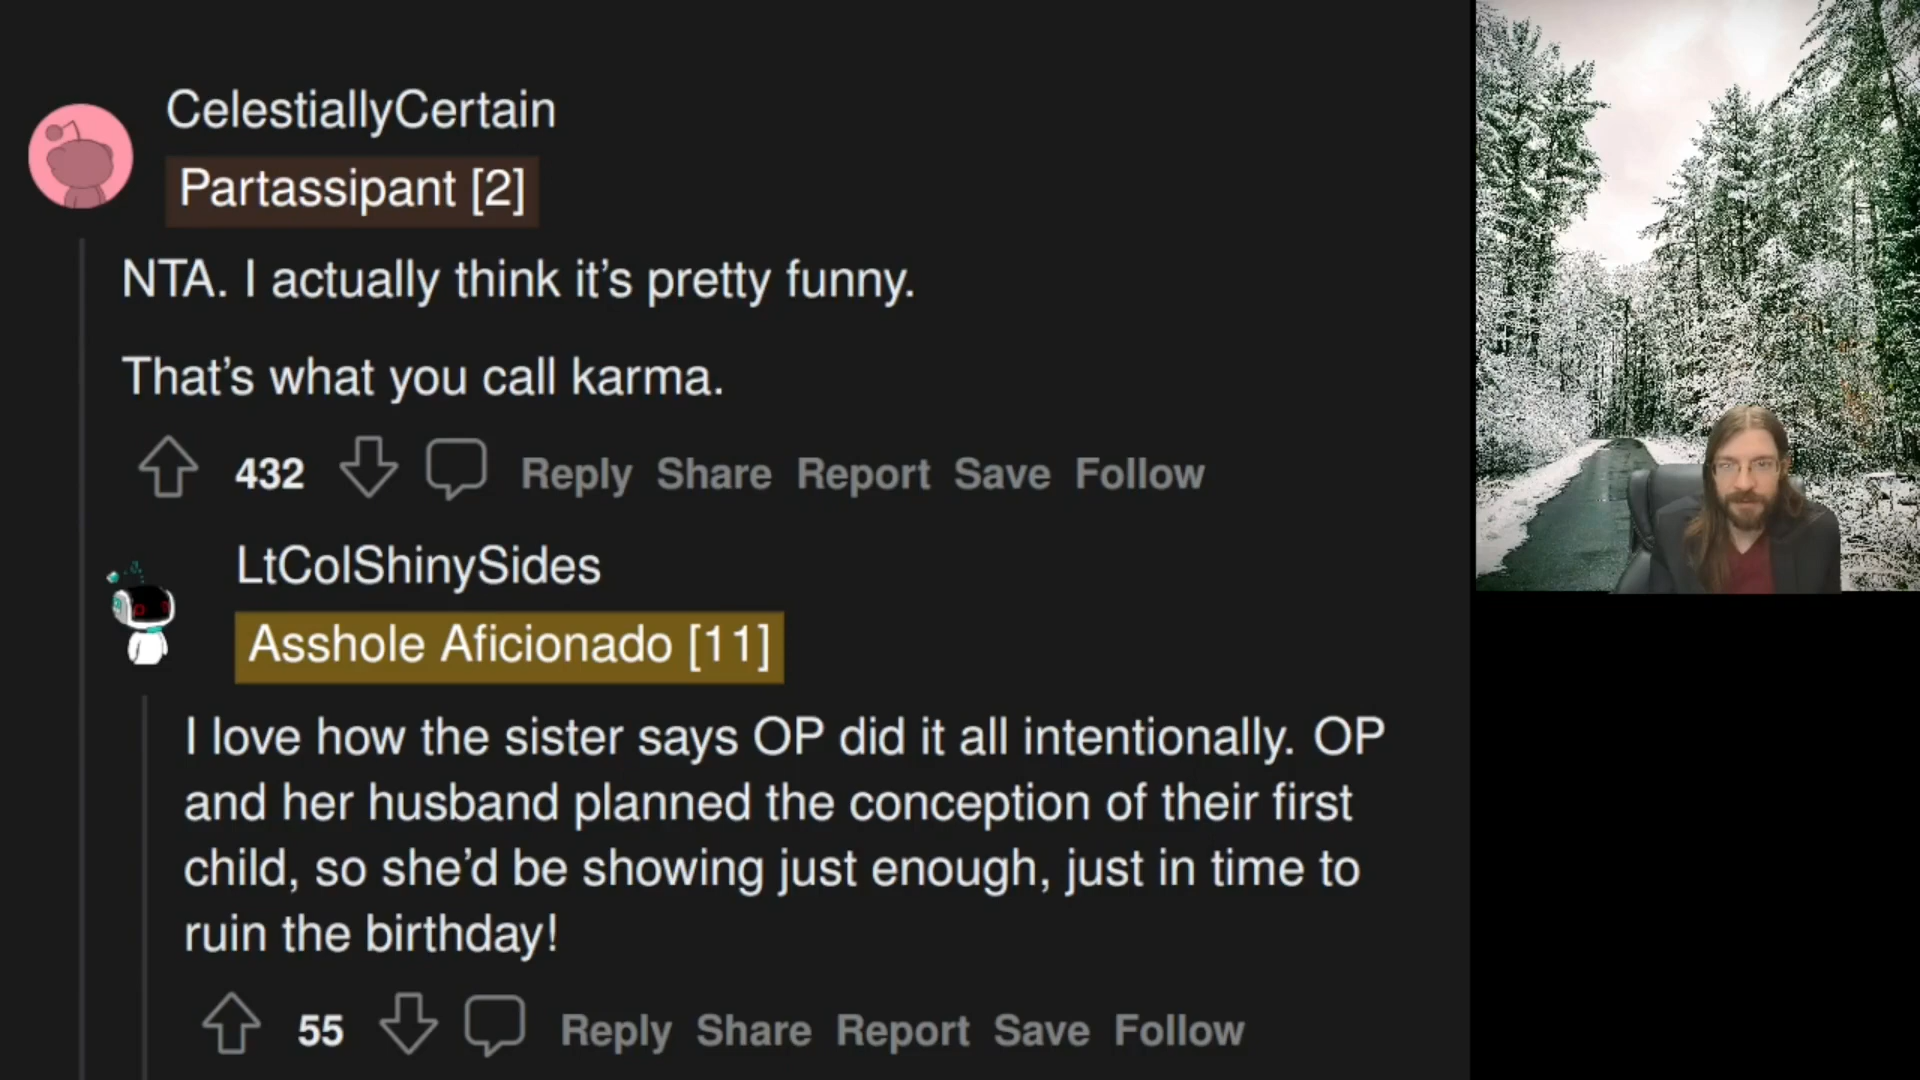 CelestiallyCertain
Partassipant [2]
NTA. I actually think it’s pretty funny.
That’s what you call karma.
432 Reply Share Report Save Follow
LtColShinySides
Asshole Aficionado [11]
I love how the sister says OP did it all intentionally. OP
and her husband planned the conception of their first
child, so she’d be showing just enough, just in time to
ruin the birthday!
55 Reply Share Report Save Follow